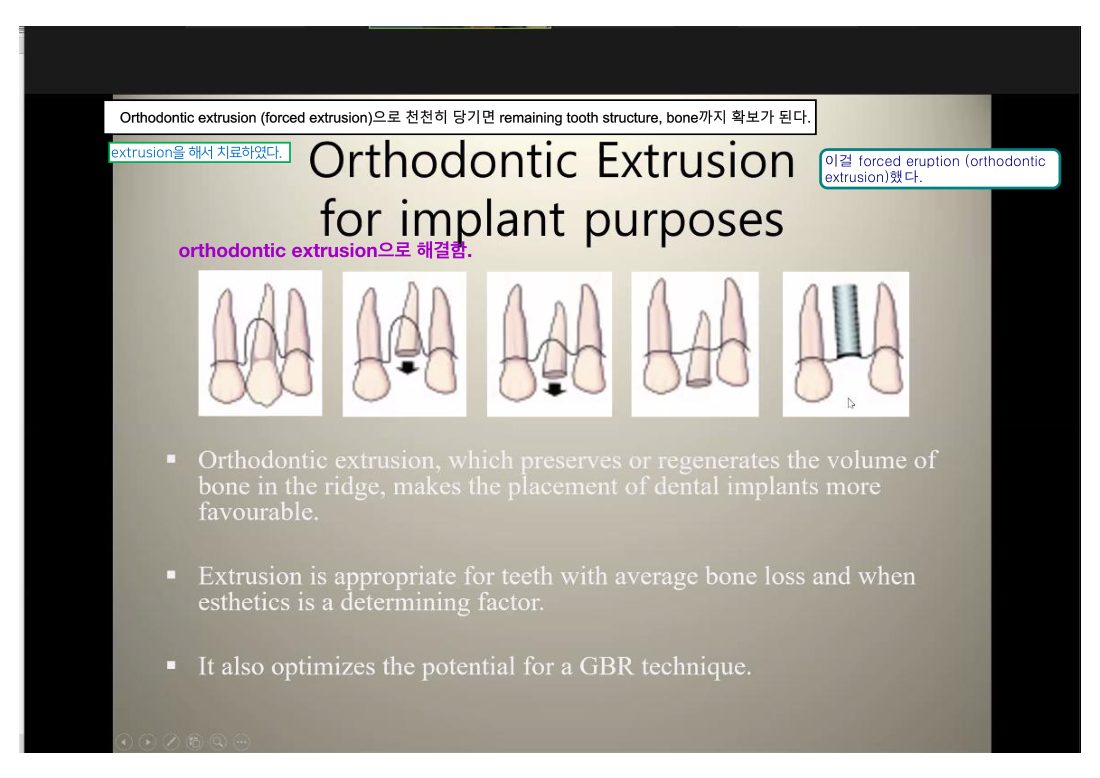 Orthodontic extrusion (forced extrusion)으로 천천히 당기면 remaining tooth structure, bone까지 확보가 된다.
extrusion을 해서 치료하였다.
Orthodontic Extrusion
for implant purposes
이걸 forced eruption (orthodontic
extrusion)했다.
orthodontic extrusion으로 해결함.
▪ Orthodontic extrusion, which preserves or regenerates the volume of
bone in the ridge, makes the placement of dental implants more
favourable.
▪ Extrusion is appropriate for teeth with average bone loss and when
esthetics is a determining factor.
▪ It also optimizes the potential for a GBR technique.